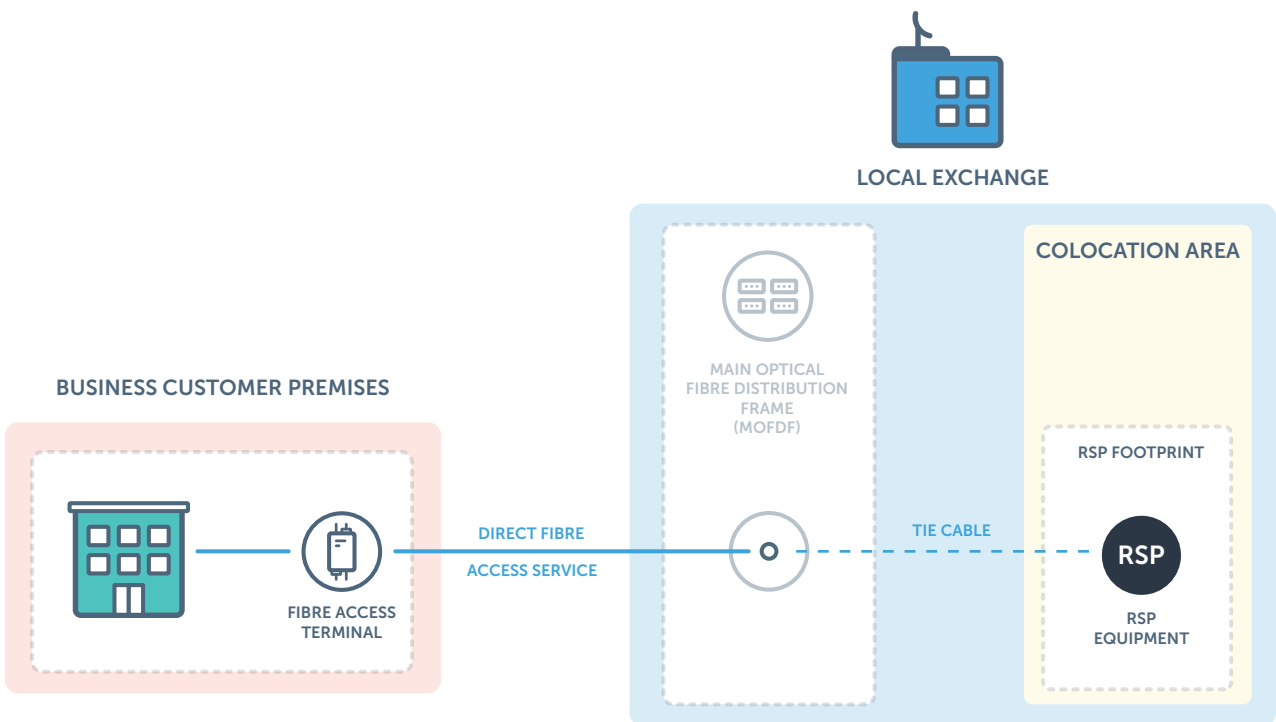 LOCAL EXCHANGE
COLOCATION AREA
MAIN OPTICAL
FIBRE DISTRIBUTION
FRAME
(MOFDF)
BUSINESS CUSTOMER PREMISES
RSP FOOTPRINT
DIRECT FIBRE
ACCESS SERVICE
TIE CABLE
RSP
FIBRE ACCESS
TERMINAL
RSP
EQUIPMENT